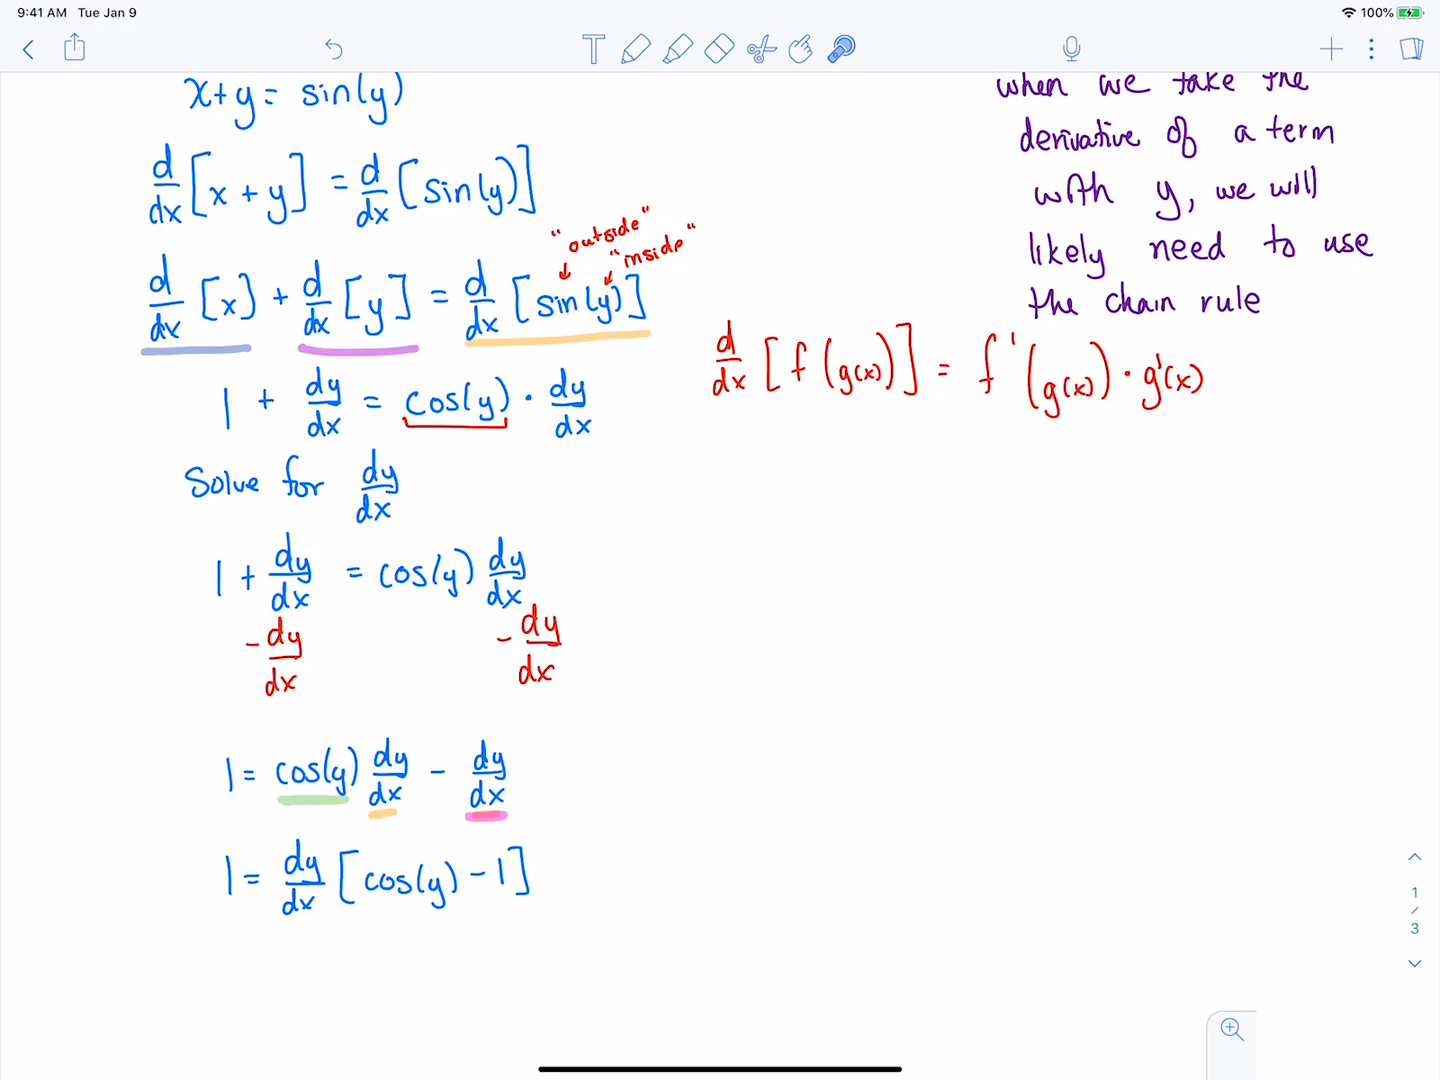 9:41 AM Tue Jan 9
100%
T
x+y = sin(y)
when we take the
derivative of a term
with y, we will
likely need to use
the chain rule
d/dx [x + y] = d/dx [sin(y)]
"outside"
"inside"
d/dx [x] + d/dx [y] = d/dx [sin(y)]
d/dx [f(g(x))] = f'(g(x)) · g'(x)
1 + dy/dx = cos(y) · dy/dx
Solve for dy/dx
1 + dy/dx = cos(y) dy/dx
- dy/dx - dy/dx
1 = cos(y) dy/dx - dy/dx
1 = dy/dx [cos(y) - 1]
1
/
3